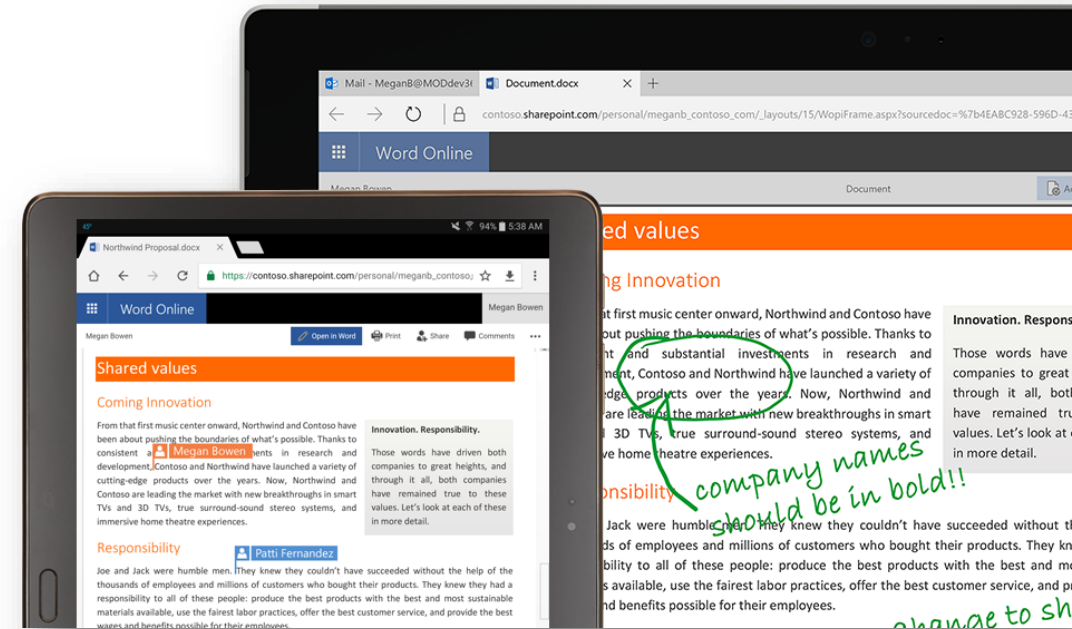 Mail - MeganB@MODdev3
Document.docx
contoso.sharepoint.com/personal/meganb_contoso_com/_layouts/15/WopiFrame.aspx?sourcedoc=%7b4EABC928-596D-43
Word Online
Megan Bowen
Document
ed values
ng Innovation
at first music center onward, Northwind and Contoso have
out pushing the boundaries of what's possible. Thanks to
nt and substantial investments in research and
ment, Contoso and Northwind have launched a variety of
edge products over the years. Now, Northwind and
are leading the market with new breakthroughs in smart
3D TVs, true surround-sound stereo systems, and
ve home theatre experiences.
Innovation. Respons
Those words have
companies to great
through it all, both
have remained tru
values. Let's look at
in more detail.
company names
should be in bold!!
onsibility
Jack were humble men. They knew they couldn't have succeeded without th
ds of employees and millions of customers who bought their products. They kn
bility to all of these people: produce the best products with the best and mo
s available, use the fairest labor practices, offer the best customer service, and p
nd benefits possible for their employees.
change to sh
45°
94% 5:38 AM
Northwind Proposal.docx
https://contoso.sharepoint.com/personal/meganb_contoso
Word Online
Megan Bowen
Megan Bowen
Open in Word
Print
Share
Comments
Shared values
Coming Innovation
From that first music center onward, Northwind and Contoso have
been about pushing the boundaries of what's possible. Thanks to
consistent a Megan Bowen ents in research and
development, Contoso and Northwind have launched a variety of
cutting-edge products over the years. Now, Northwind and
Contoso are leading the market with new breakthroughs in smart
TVs and 3D TVs, true surround-sound stereo systems, and
immersive home theatre experiences.
Innovation. Responsibility.
Those words have driven both
companies to great heights, and
through it all, both companies
have remained true to these
values. Let's look at each of these
in more detail.
Responsibility
Patti Fernandez
Joe and Jack were humble men. They knew they couldn't have succeeded without the help of the
thousands of employees and millions of customers who bought their products. They knew they had a
responsibility to all of these people: produce the best products with the best and most sustainable
materials available, use the fairest labor practices, offer the best customer service, and provide the best
wages and benefits possible for their employees.